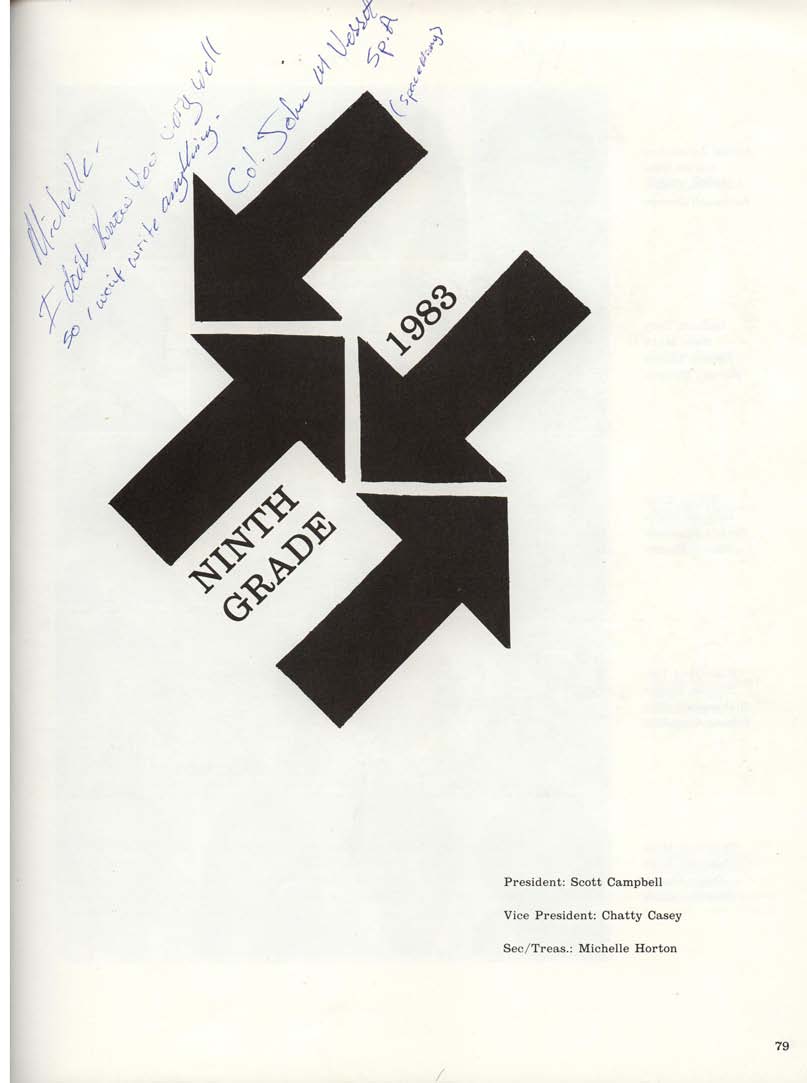 Michelle -
I don't know you very well
so I won't write anything.
Col. John M
Sp.A
1983
NINTH
GRADE
President: Scott Campbell
Vice President: Chatty Casey
Sec/Treas.: Michelle Horton
79